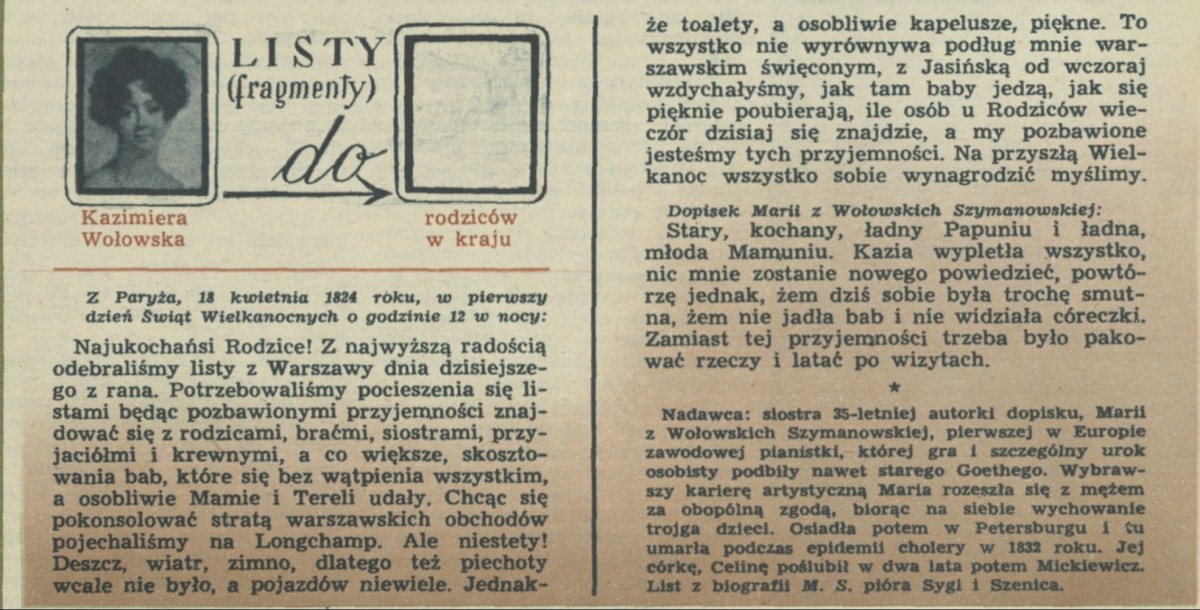 LISTY
(fragmenty)
do
Kazimiera
Wołowska
rodziców
w kraju
Z Paryża, 18 kwietnia 1824 roku, w pierwszy
dzień Świąt Wielkanocnych o godzinie 12 w nocy:
Najukochańsi Rodzice! Z najwyższą radością
odebraliśmy listy z Warszawy dnia dzisiejsze-
go z rana. Potrzebowaliśmy pocieszenia się li-
stami będąc pozbawionymi przyjemności znaj-
dować się z rodzicami, braćmi, siostrami, przy-
jaciółmi i krewnymi, a co większe, skoszto-
wania bab, które się bez wątpienia wszystkim,
a osobliwie Mamie i Tereli udały. Chcąc się
pokonsolować stratą warszawskich obchodów
pojechaliśmy na Longchamp. Ale niestety!
Deszcz, wiatr, zimno, dlatego też piechoty
wcale nie było, a pojazdów niewiele. Jednak-
że toalety, a osobliwie kapelusze, piękne. To
wszystko nie wyrównywa podług mnie war-
szawskim święconym, z Jasińską od wczoraj
wzdychałyśmy, jak tam baby jedzą, jak się
pięknie poubierają, ile osób u Rodziców wie-
czór dzisiaj się znajdzie, a my pozbawione
jesteśmy tych przyjemności. Na przyszłą Wiel-
kanoc wszystko sobie wynagrodzić myślimy.
Dopisek Marii z Wołowskich Szymanowskiej:
Stary, kochany, ładny Papuniu i ładna,
młoda Mamuniu. Kazia wypletła wszystko,
nic mnie zostanie nowego powiedzieć, powtó-
rzę jednak, żem dziś sobie była trochę smut-
na, żem nie jadła bab i nie widziała córeczki.
Zamiast tej przyjemności trzeba było pako-
wać rzeczy i latać po wizytach.
★
Nadawca: siostra 35-letniej autorki dopisku, Marii
z Wołowskich Szymanowskiej, pierwszej w Europie
zawodowej pianistki, której gra i szczególny urok
osobisty podbiły nawet starego Goethego. Wybraw-
szy karierę artystyczną Maria rozeszła się z mężem
za obopólną zgodą, biorąc na siebie wychowanie
trojga dzieci. Osiadła potem w Petersburgu i tu
umarła podczas epidemii cholery w 1832 roku. Jej
córkę, Celinę poślubił w dwa lata potem Mickiewicz.
List z biografii M. S. pióra Sygi i Szenica.